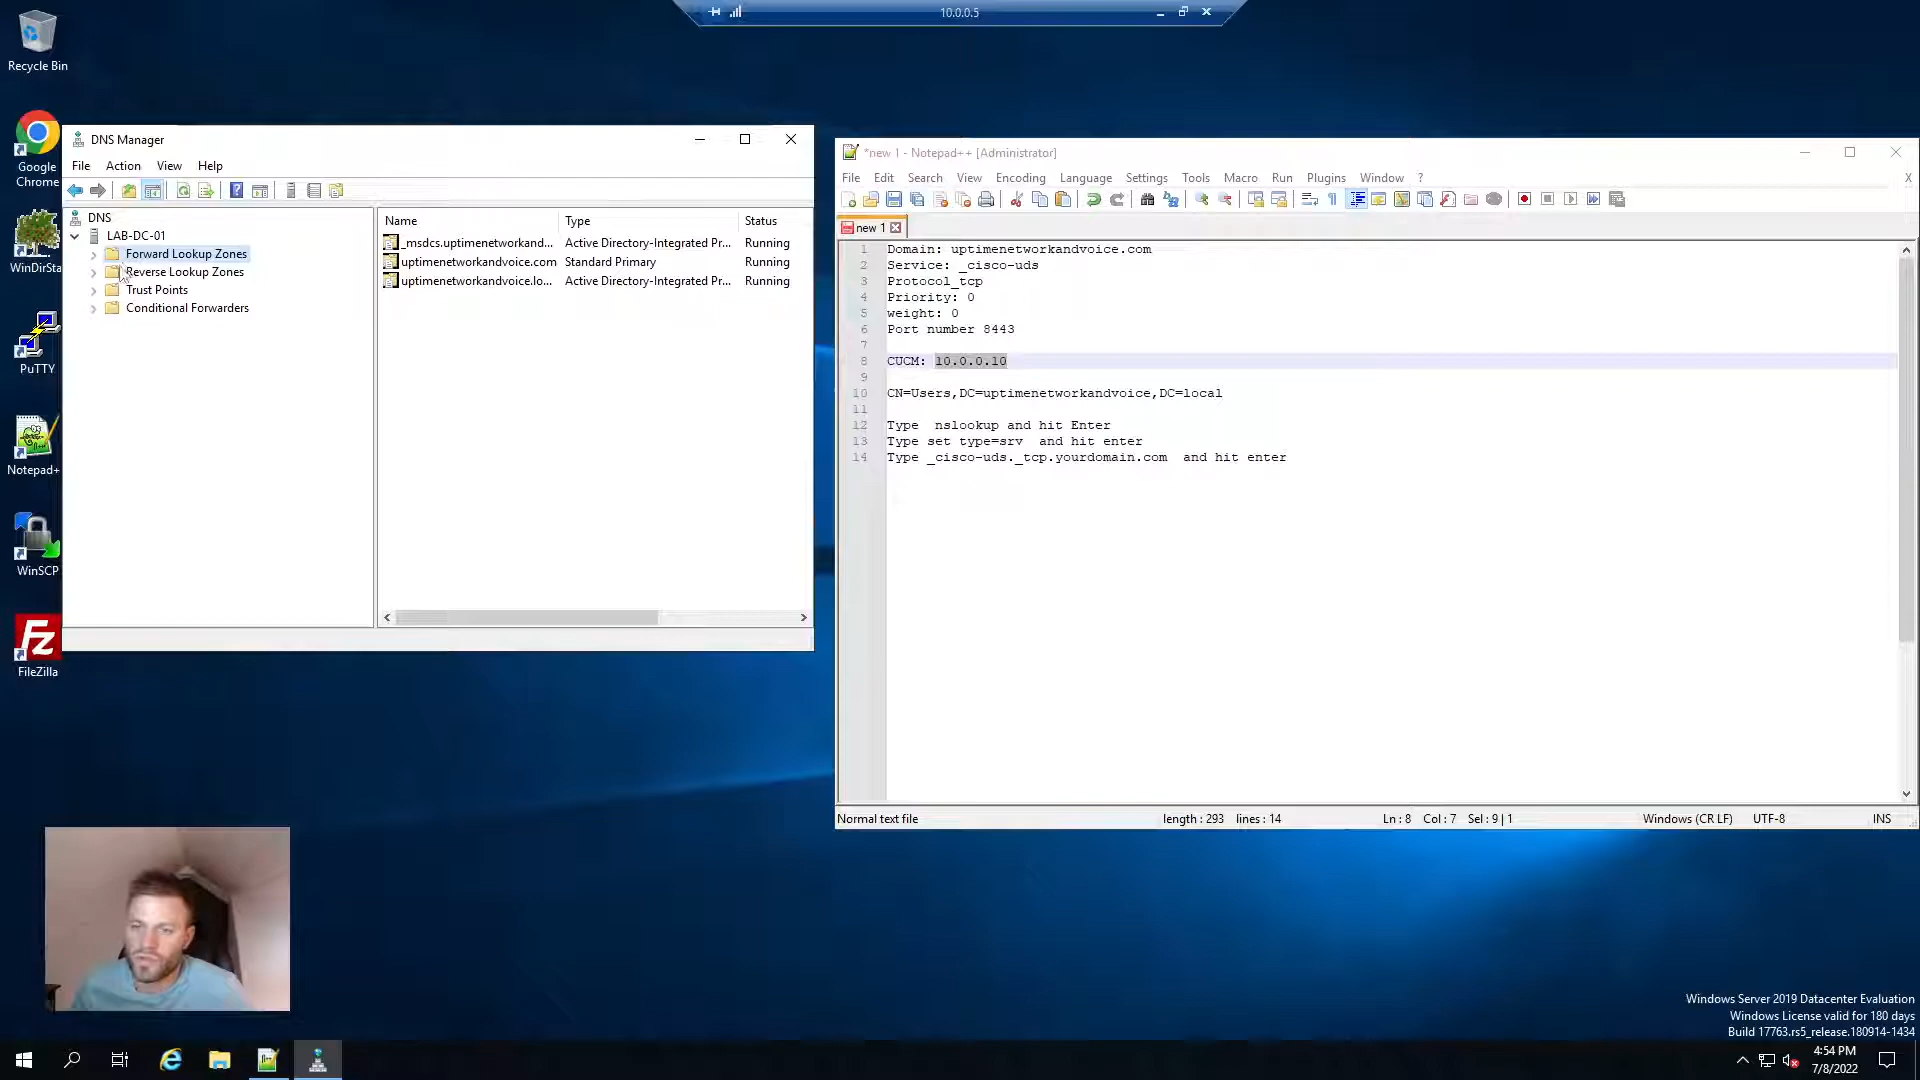 10.0.0.5
Recycle Bin
Google
Chrome
WinDirSta
PuTTY
Notepad+
WinSCP
FileZilla
DNS Manager
File Action View Help
DNS
LAB-DC-01
Forward Lookup Zones
Reverse Lookup Zones
Trust Points
Conditional Forwarders
Name Type Status
_msdcs.uptimenetworkand... Active Directory-Integrated Pr... Running
uptimenetworkandvoice.com Standard Primary Running
uptimenetworkandvoice.lo... Active Directory-Integrated Pr... Running
*new 1 - Notepad++ [Administrator]
File Edit Search View Encoding Language Settings Tools Macro Run Plugins Window ? X
new 1
1 Domain: uptimenetworkandvoice.com
2 Service: _cisco-uds
3 Protocol_tcp
4 Priority: 0
5 weight: 0
6 Port number 8443
7
8 CUCM: 10.0.0.10
9
10 CN=Users,DC=uptimenetworkandvoice,DC=local
11
12 Type nslookup and hit Enter
13 Type set type=srv and hit enter
14 Type _cisco-uds._tcp.yourdomain.com and hit enter
Normal text file length : 293 lines : 14 Ln : 8 Col : 7 Sel : 9 | 1 Windows (CR LF) UTF-8 INS
Windows Server 2019 Datacenter Evaluation
Windows License valid for 180 days
Build 17763.rs5_release.180914-1434
4:54 PM
7/8/2022